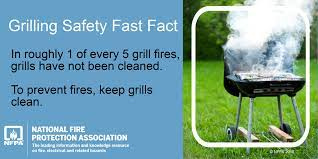 Grilling Safety Fast Fact
In roughly 1 of every 5 grill fires,
grills have not been cleaned.
To prevent fires, keep grills
clean.
NFPA
NATIONAL FIRE
PROTECTION ASSOCIATION
The leading information and knowledge resource
on fire, electrical and related hazards